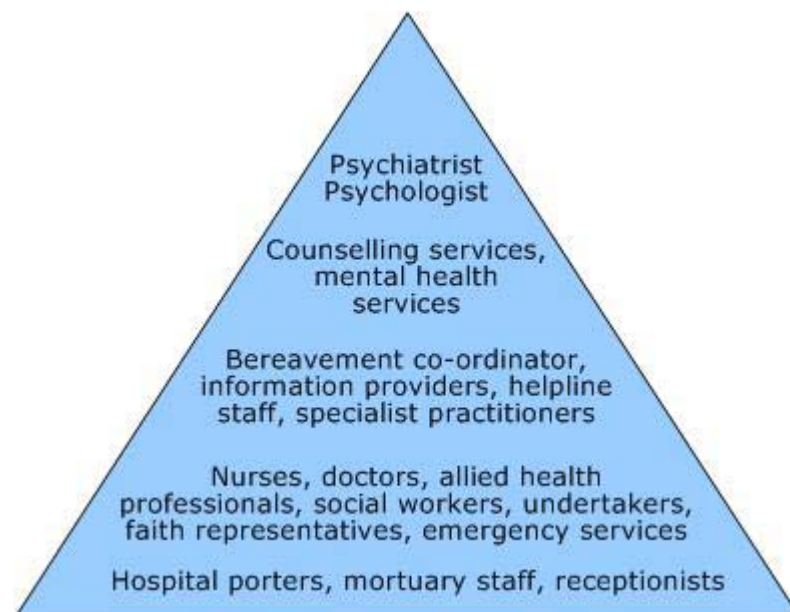 Psychiatrist
Psychologist
Counselling services,
mental health
services
Bereavement co-ordinator,
information providers, helpline
staff, specialist practitioners
Nurses, doctors, allied health
professionals, social workers, undertakers,
faith representatives, emergency services
Hospital porters, mortuary staff, receptionists